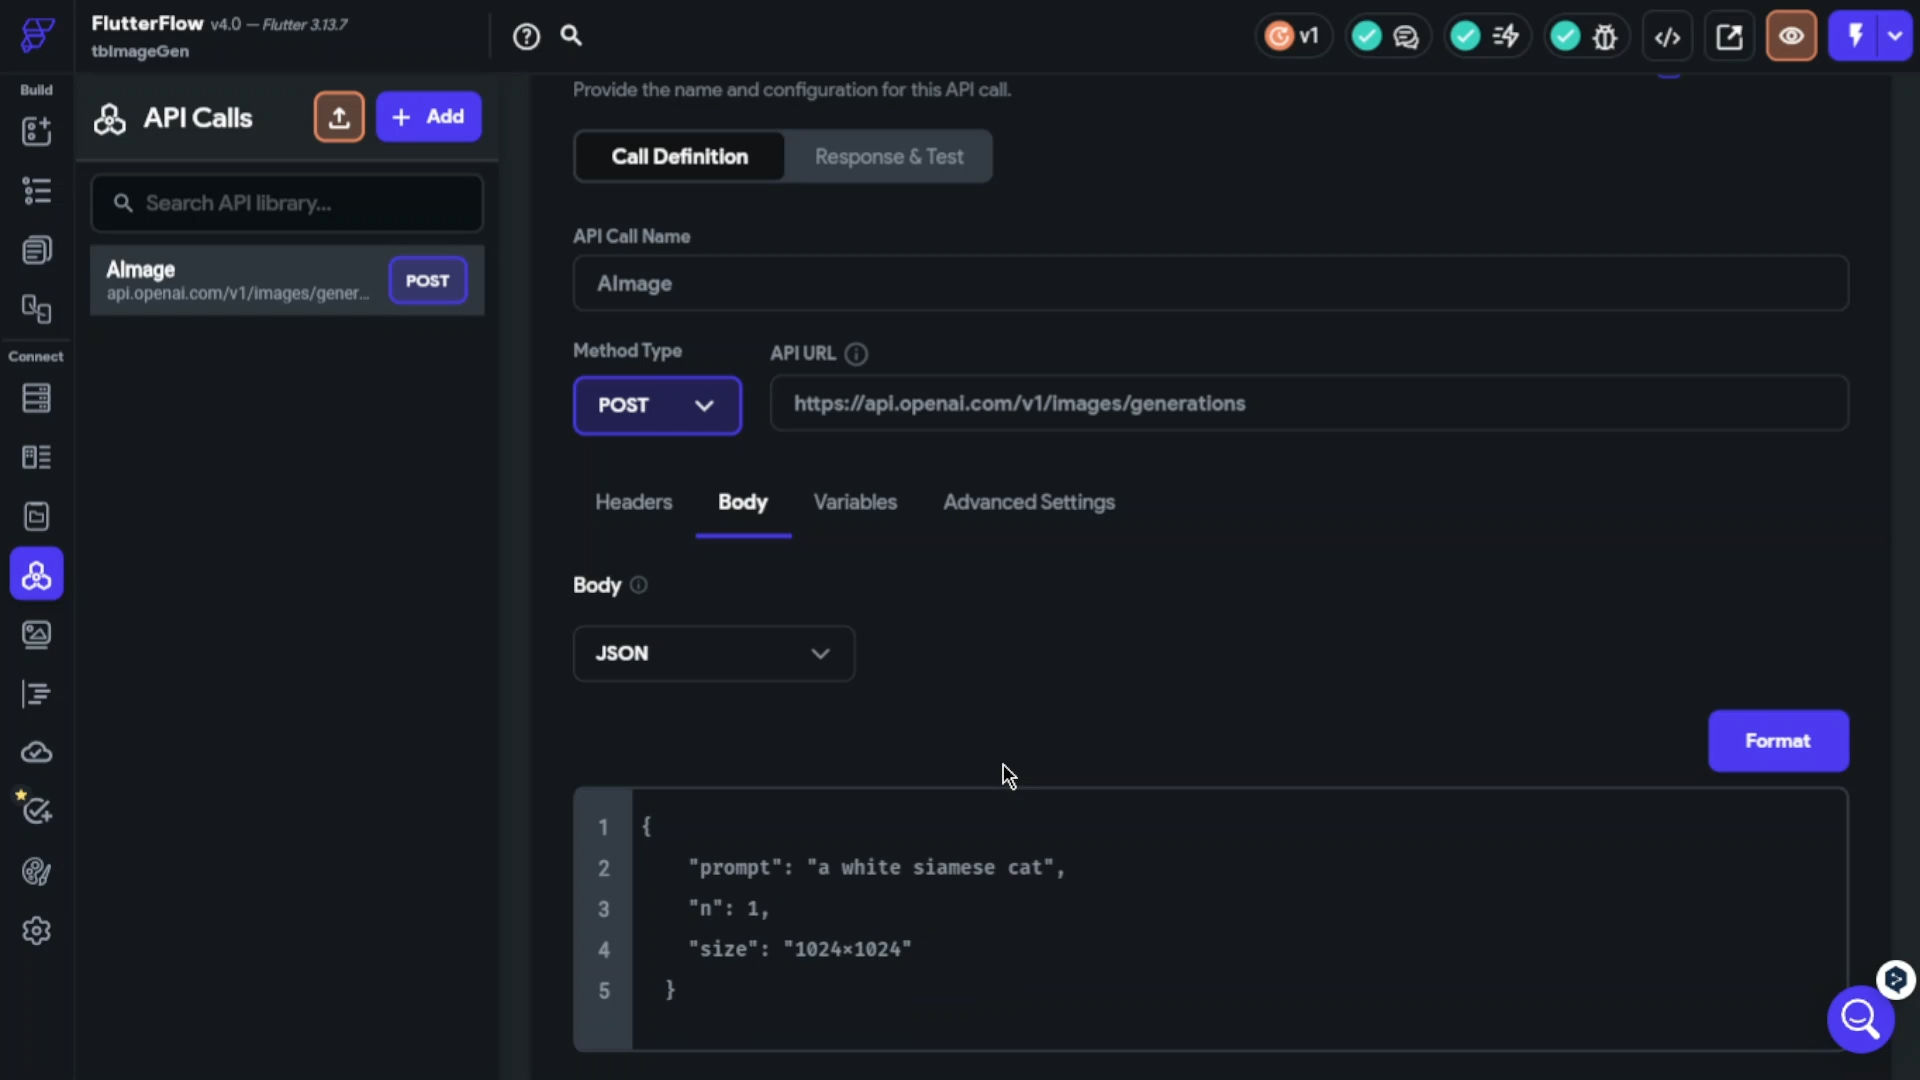 FlutterFlow v4.0 — Flutter 3.13.7
tbImageGen
v1
Build
Connect
API Calls
+ Add
Search API library...
AImage
api.openai.com/v1/images/gener...
POST
Provide the name and configuration for this API call.
Call Definition Response & Test
API Call Name
AImage
Method Type API URL
POST https://api.openai.com/v1/images/generations
Headers Body Variables Advanced Settings
Body
JSON
Format
1 {
2 "prompt": "a white siamese cat",
3 "n": 1,
4 "size": "1024×1024"
5 }